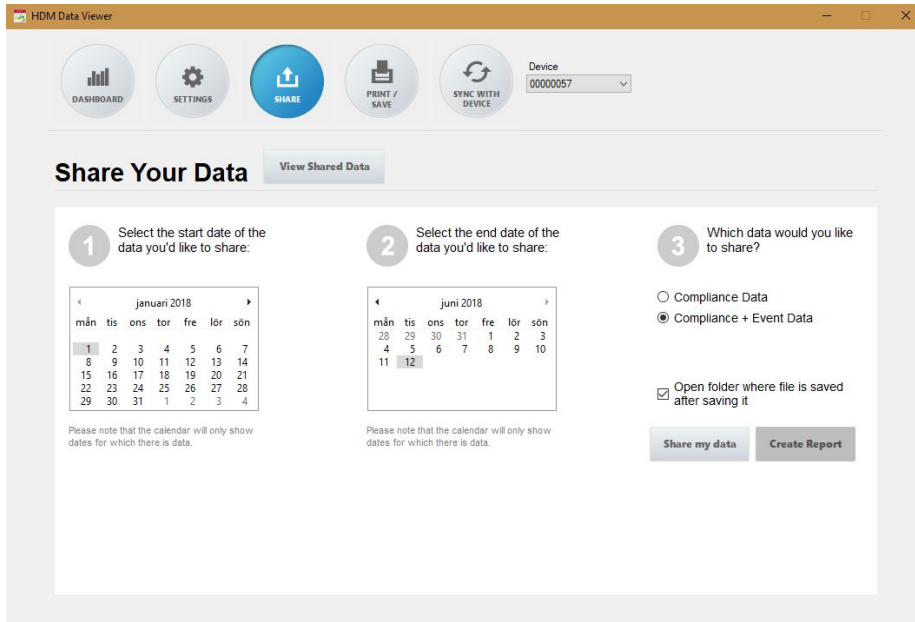 HDM Data Viewer
DASHBOARD
SETTINGS
SHARE
PRINT /
SAVE
SYNC WITH
DEVICE
Device
00000057
Share Your Data
View Shared Data
1
Select the start date of the
data you'd like to share:
januari 2018
mån tis ons tor fre lör sön
1 2 3 4 5 6 7
8 9 10 11 12 13 14
15 16 17 18 19 20 21
22 23 24 25 26 27 28
29 30 31 1 2 3 4
Please note that the calendar will only show
dates for which there is data.
2
Select the end date of the
data you'd like to share:
juni 2018
mån tis ons tor fre lör sön
28 29 30 31 1 2 3
4 5 6 7 8 9 10
11 12
Please note that the calendar will only show
dates for which there is data.
3
Which data would you like
to share?
Compliance Data
Compliance + Event Data
Open folder where file is saved
after saving it
Share my data
Create Report